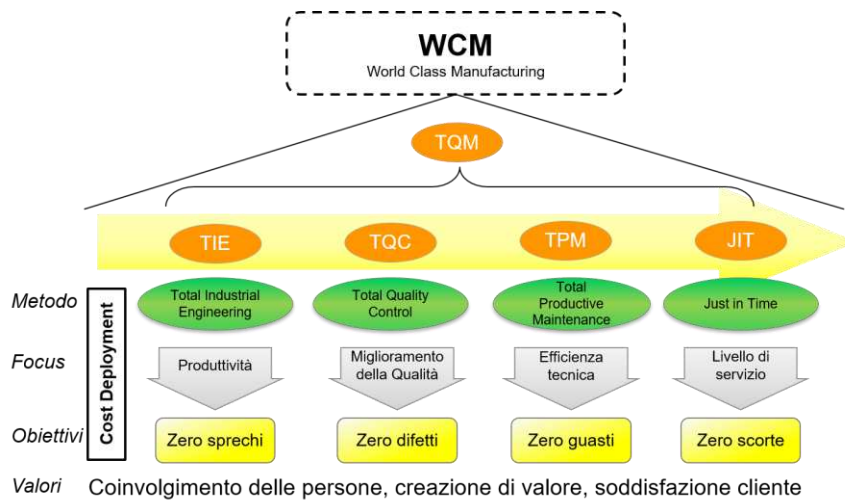 WCM
World Class Manufacturing
TQM
TIE
TQC
TPM
JIT
Metodo
Total Industrial
Engineering
Total Quality
Control
Total
Productive
Maintenance
Just in Time
Cost Deployment
Focus
Produttività
Miglioramento
della Qualità
Efficienza
tecnica
Livello di
servizio
Obiettivi
Zero sprechi
Zero difetti
Zero guasti
Zero scorte
Valori
Coinvolgimento delle persone, creazione di valore, soddisfazione cliente